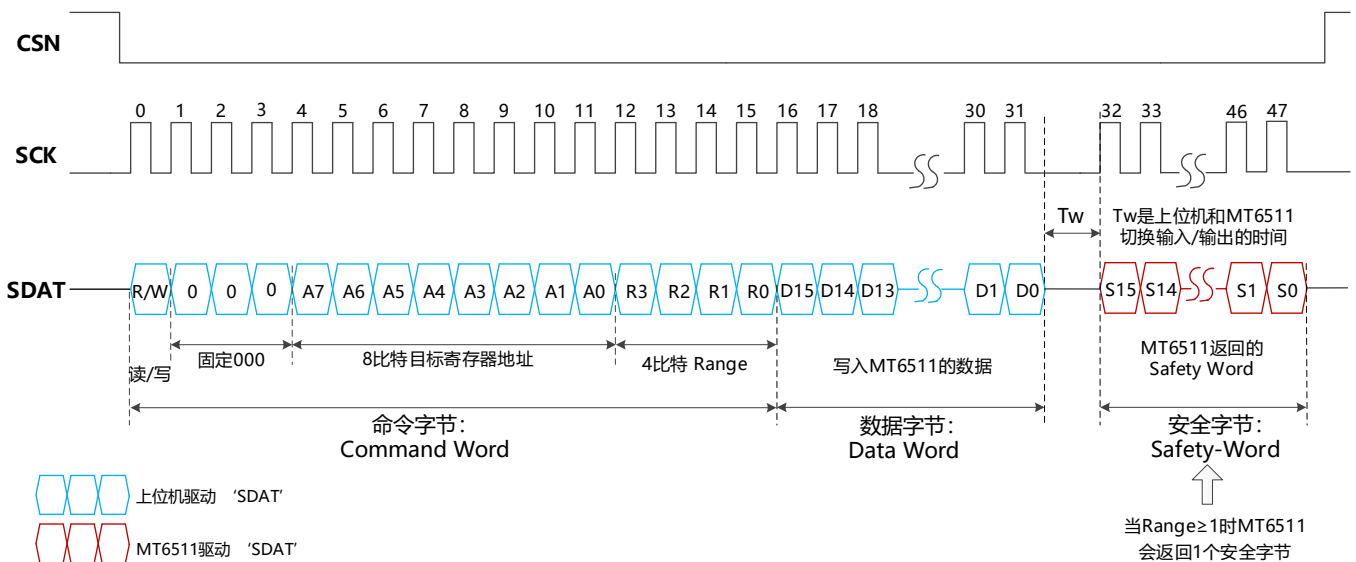 CSN
0 1 2 3 4 5 6 7 8 9 10 11 12 13 14 15 16 17 18 30 31 32 33 46 47
SCK
Tw
Tw是上位机和MT6511
切换输入/输出的时间
SDAT
R/W 0 0 0 A7 A6 A5 A4 A3 A2 A1 A0 R3 R2 R1 R0 D15 D14 D13 D1 D0 S15 S14 S1 S0
读/写
固定000
8比特目标寄存器地址
4比特 Range
写入MT6511的数据
MT6511返回的
Safety Word
命令字节：
Command Word
数据字节：
Data Word
安全字节：
Safety-Word
上位机驱动 ‘SDAT’
MT6511驱动 ‘SDAT’
当Range≥1时MT6511
会返回1个安全字节